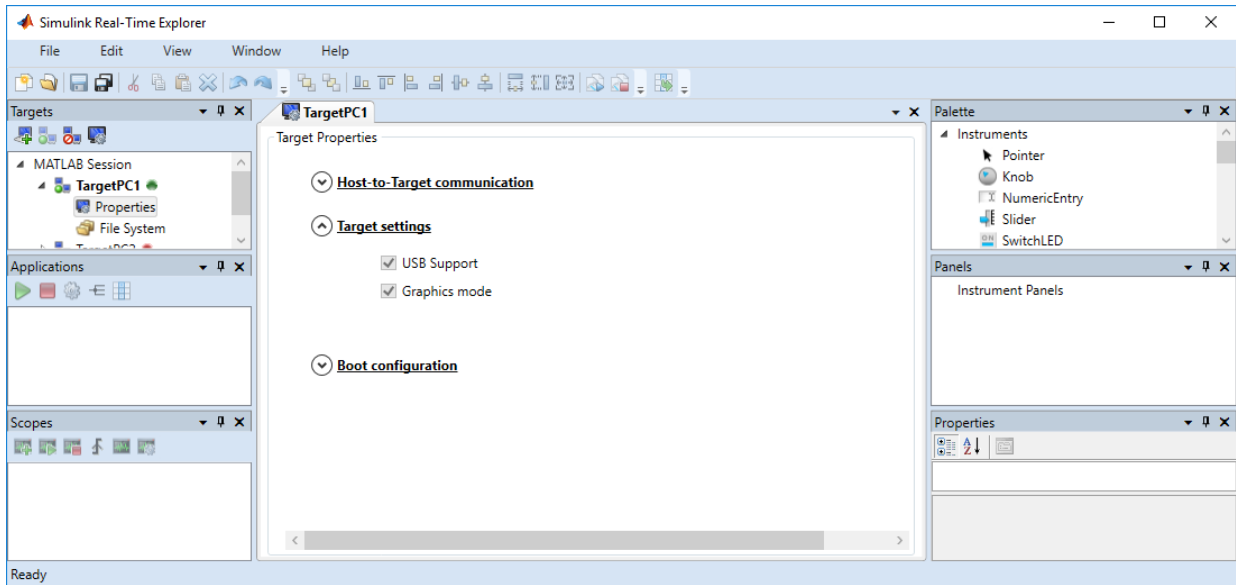 Simulink Real-Time Explorer
File Edit View Window Help
Targets
MATLAB Session
TargetPC1
Properties
File System
Applications
Scopes
TargetPC1
Target Properties
Host-to-Target communication
Target settings
USB Support
Graphics mode
Boot configuration
Palette
Instruments
Pointer
Knob
NumericEntry
Slider
SwitchLED
Panels
Instrument Panels
Properties
Ready